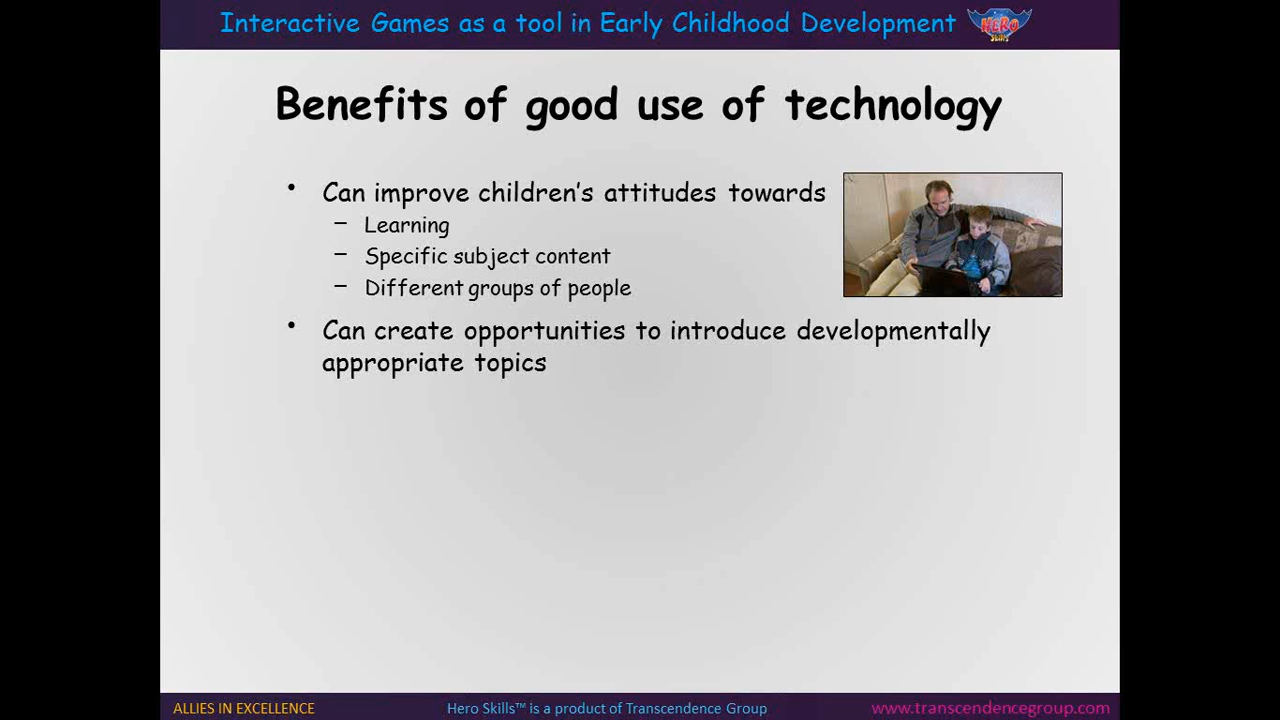 Interactive Games as a tool in Early Childhood Development
HERO
Skills
Benefits of good use of technology
• Can improve children's attitudes towards
– Learning
– Specific subject content
– Different groups of people
• Can create opportunities to introduce developmentally
appropriate topics
ALLIES IN EXCELLENCE
Hero Skills™ is a product of Transcendence Group
www.transcendencegroup.com